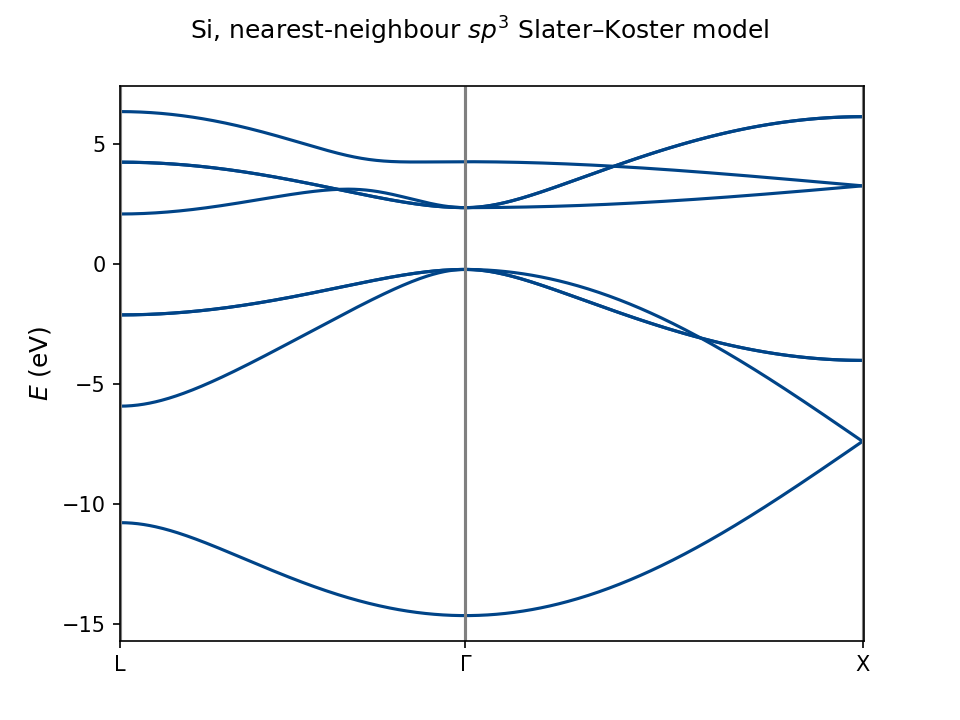 Si, nearest-neighbour sp³ Slater–Koster model
E (eV)
5
0
−5
−10
−15
L
Γ
X